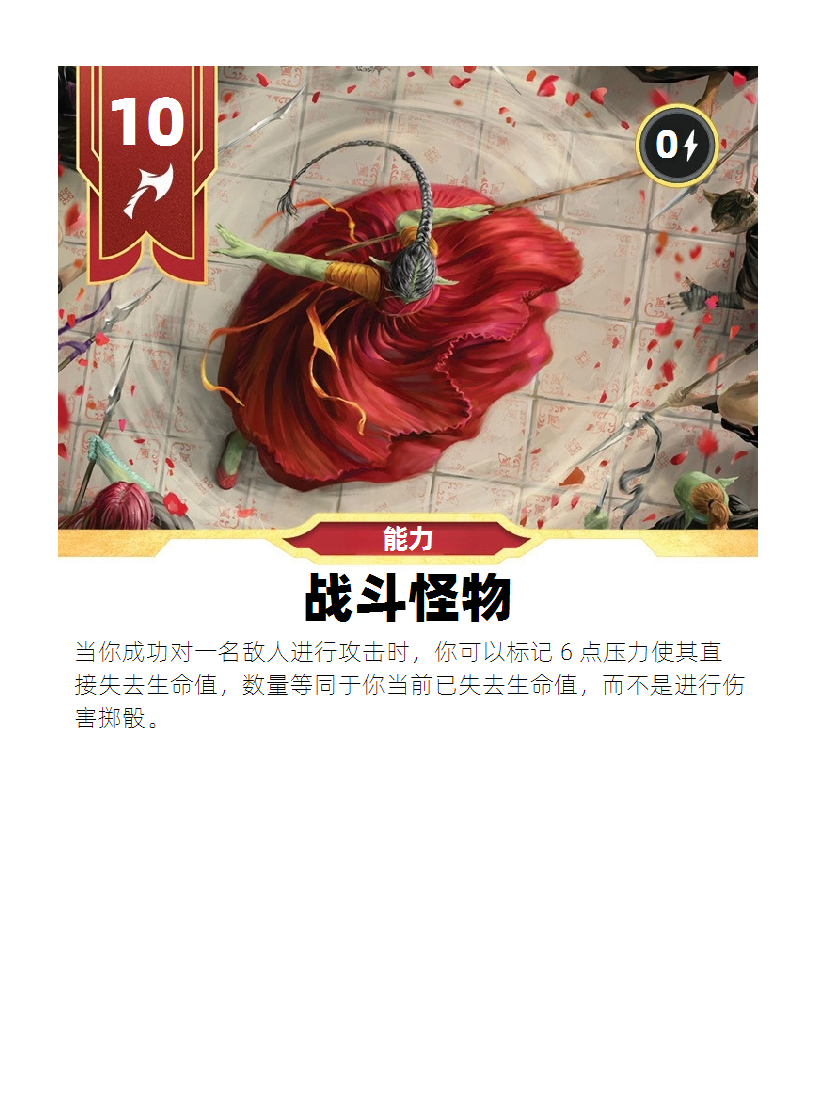 10
0
能力
战斗怪物
当你成功对一名敌人进行攻击时，你可以标记 6 点压力使其直
接失去生命值，数量等同于你当前已失去生命值，而不是进行伤
害掷骰。